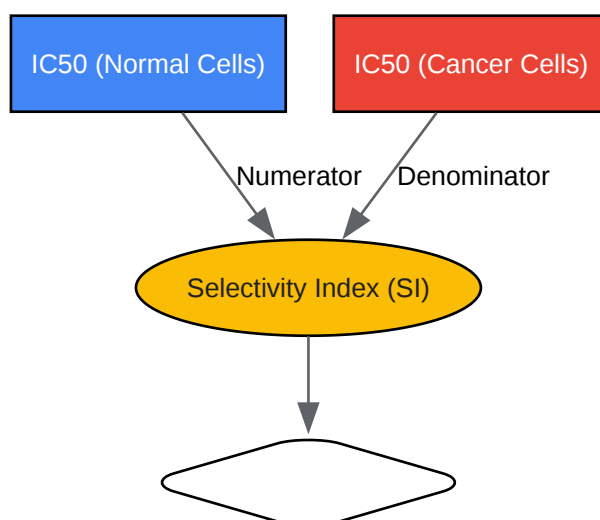 IC50 (Normal Cells)
IC50 (Cancer Cells)
Numerator
Denominator
Selectivity Index (SI)